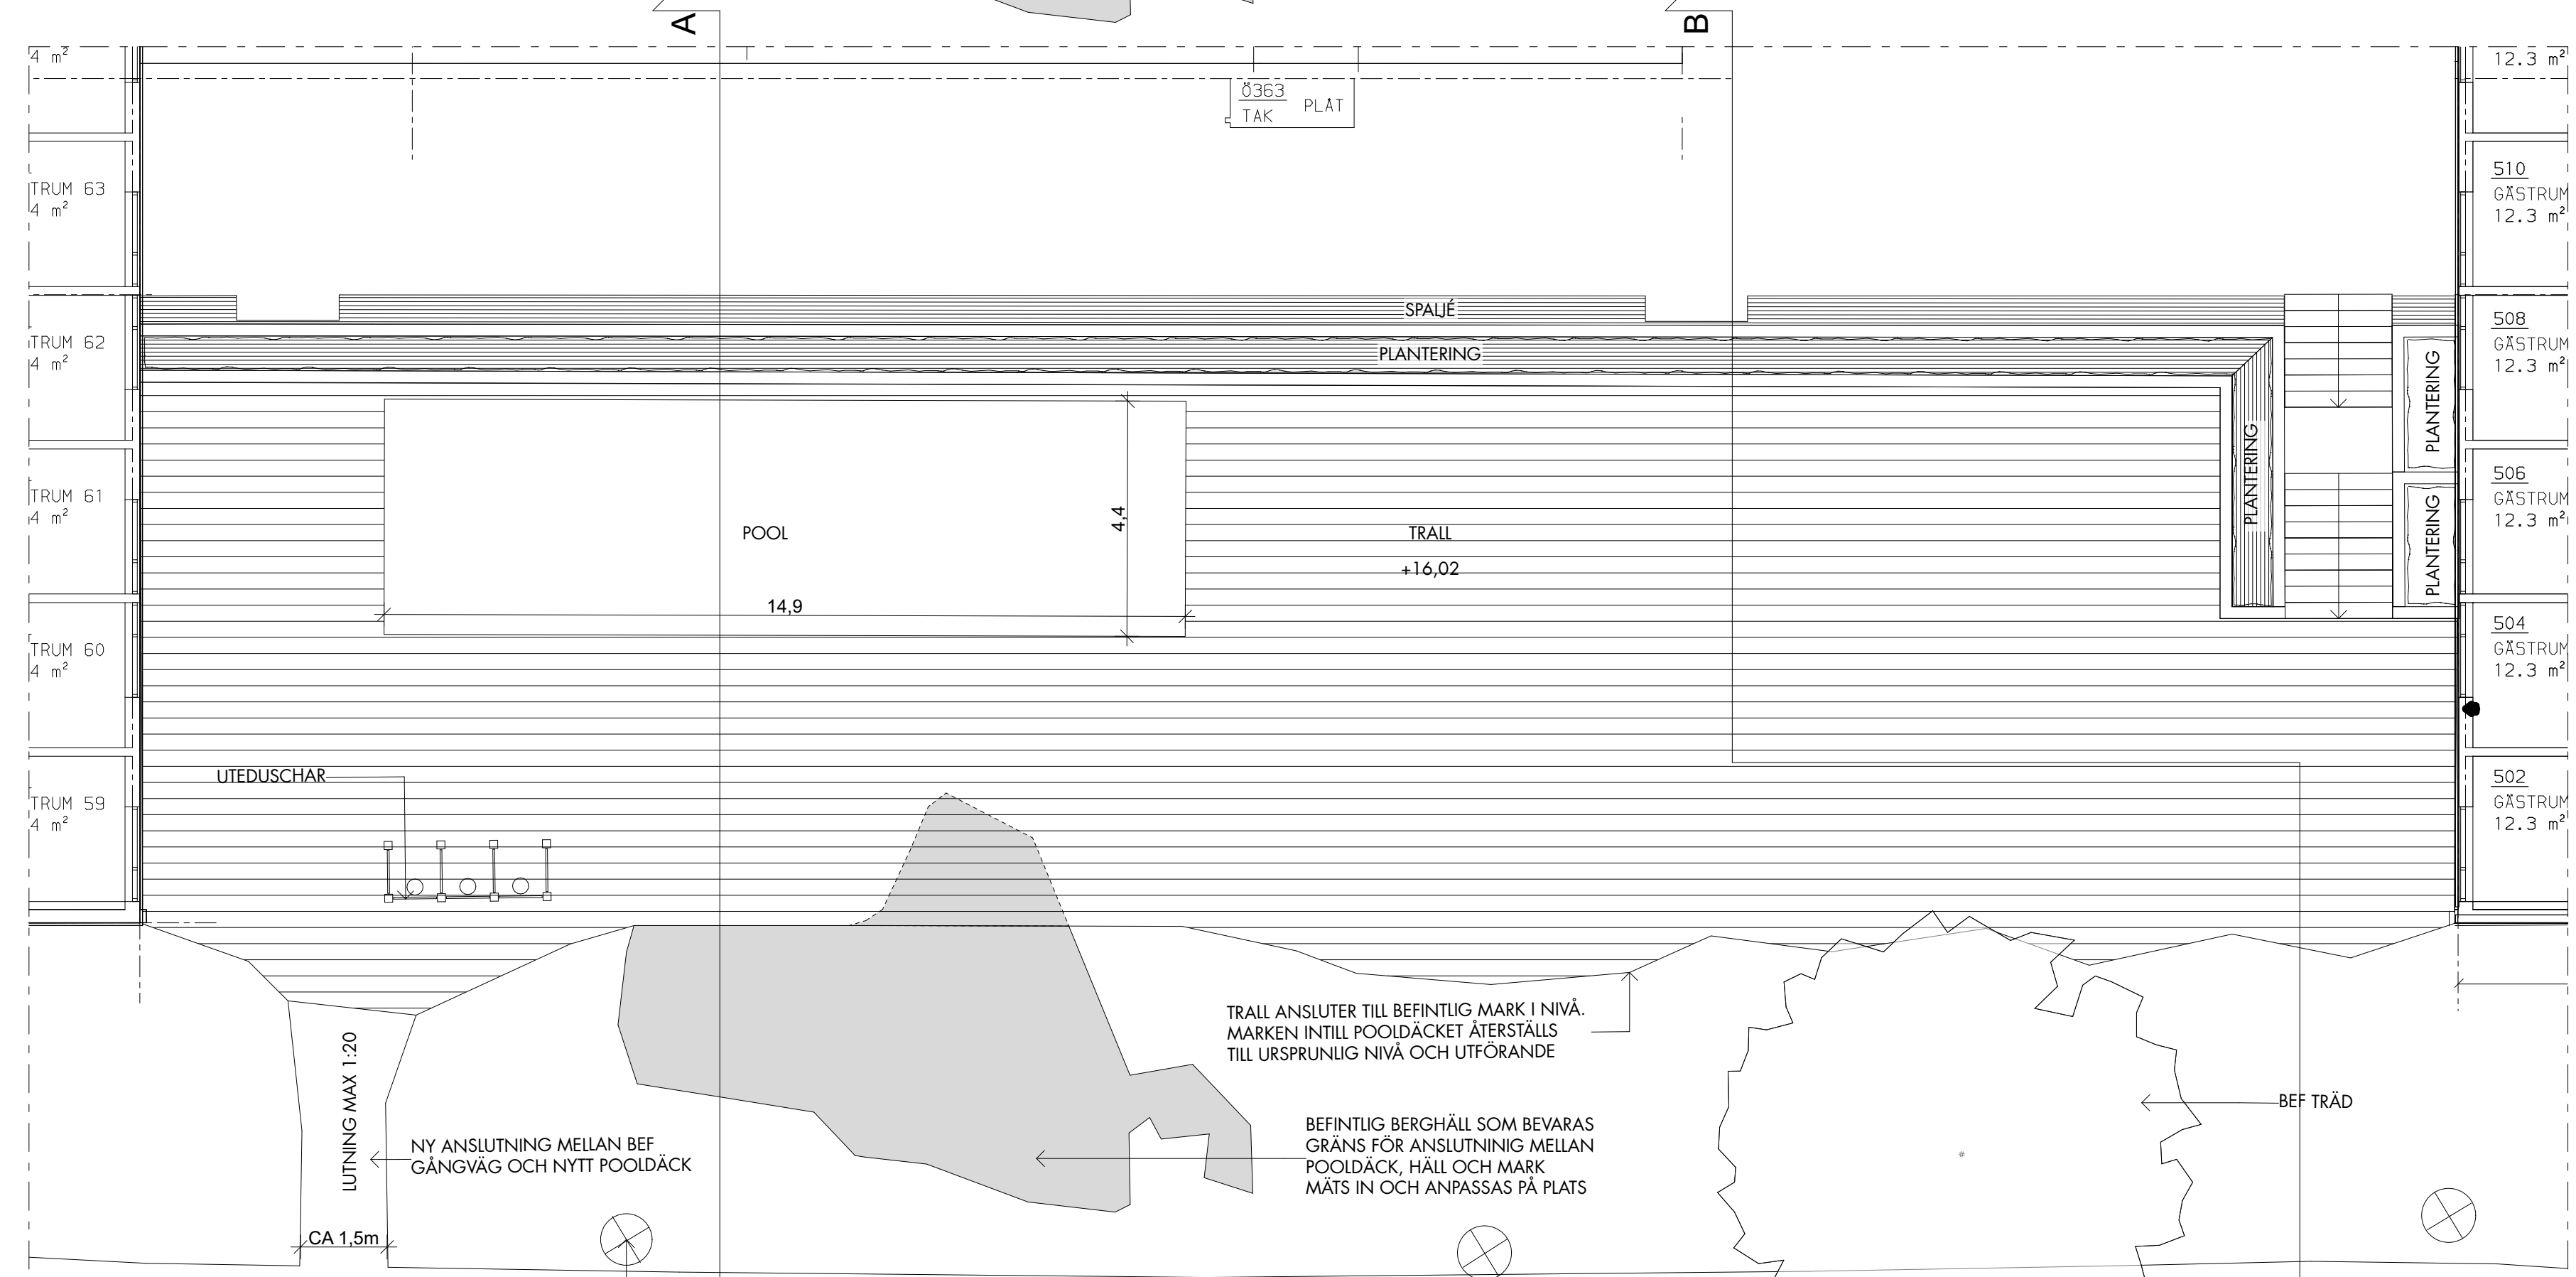 A
B
4 m²
12.3 m²
Ö363
TAK PLÅT
TRUM 63
4 m²
510
GÄSTRUM
12.3 m²
SPALJÉ
PLANTERING
TRUM 62
4 m²
508
GÄSTRUM
12.3 m²
PLANTERING
PLANTERING
PLANTERING
TRUM 61
4 m²
506
GÄSTRUM
12.3 m²
POOL
4,4
14,9
TRALL
+16,02
TRUM 60
4 m²
504
GÄSTRUM
12.3 m²
UTEDUSCHAR
TRUM 59
4 m²
502
GÄSTRUM
12.3 m²
TRALL ANSLUTER TILL BEFINTLIG MARK I NIVÅ.
MARKEN INTILL POOLDÄCKET ÅTERSTÄLLS
TILL URSPRUNLIG NIVÅ OCH UTFÖRANDE
LUTNING MAX 1:20
NY ANSLUTNING MELLAN BEF
GÅNGVÄG OCH NYTT POOLDÄCK
BEFINTLIG BERGHÄLL SOM BEVARAS
GRÄNS FÖR ANSLUTNINIG MELLAN
POOLDÄCK, HÄLL OCH MARK
MÄTS IN OCH ANPASSAS PÅ PLATS
BEF TRÄD
CA 1,5m